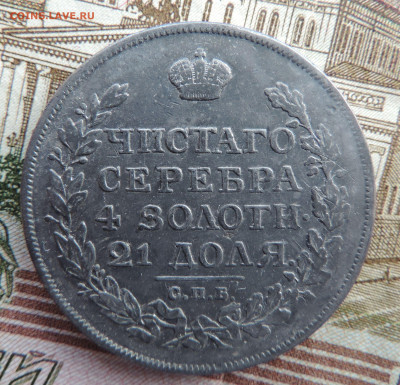 COINS.LAVE.RU
ЧИСТАГО
СЕРЕБРА
4 ЗОЛОТН.
21 ДОЛЯ.
С.П.Б.